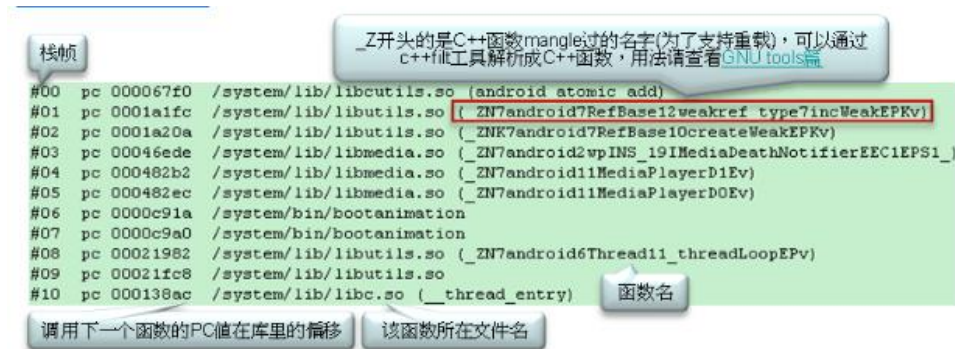 _Z开头的是C++函数mangle过的名字(为了支持重载)，可以通过
c++filt工具解析成C++函数，用法请查看GNU tools篇
栈帧
#00 pc 000067f0 /system/lib/libcutils.so (android_atomic_add)
#01 pc 0001a1fc /system/lib/libutils.so (_ZN7android7RefBase12weakref_type7incWeakEPKv)
#02 pc 0001a20a /system/lib/libutils.so (_ZNK7android7RefBase10createWeakEPKv)
#03 pc 00046ede /system/lib/libmedia.so (_ZN7android2wpINS_19IMediaDeathNotifierEEC1EPS1_)
#04 pc 000482b2 /system/lib/libmedia.so (_ZN7android11MediaPlayerD1Ev)
#05 pc 000482ec /system/lib/libmedia.so (_ZN7android11MediaPlayerD0Ev)
#06 pc 0000c91a /system/bin/bootanimation
#07 pc 0000c9a0 /system/bin/bootanimation
#08 pc 00021982 /system/lib/libutils.so (_ZN7android6Thread11_threadLoopEPv)
#09 pc 00021fc8 /system/lib/libutils.so
#10 pc 000138ac /system/lib/libc.so (__thread_entry)
函数名
调用下一个函数的PC值在库里的偏移
该函数所在文件名